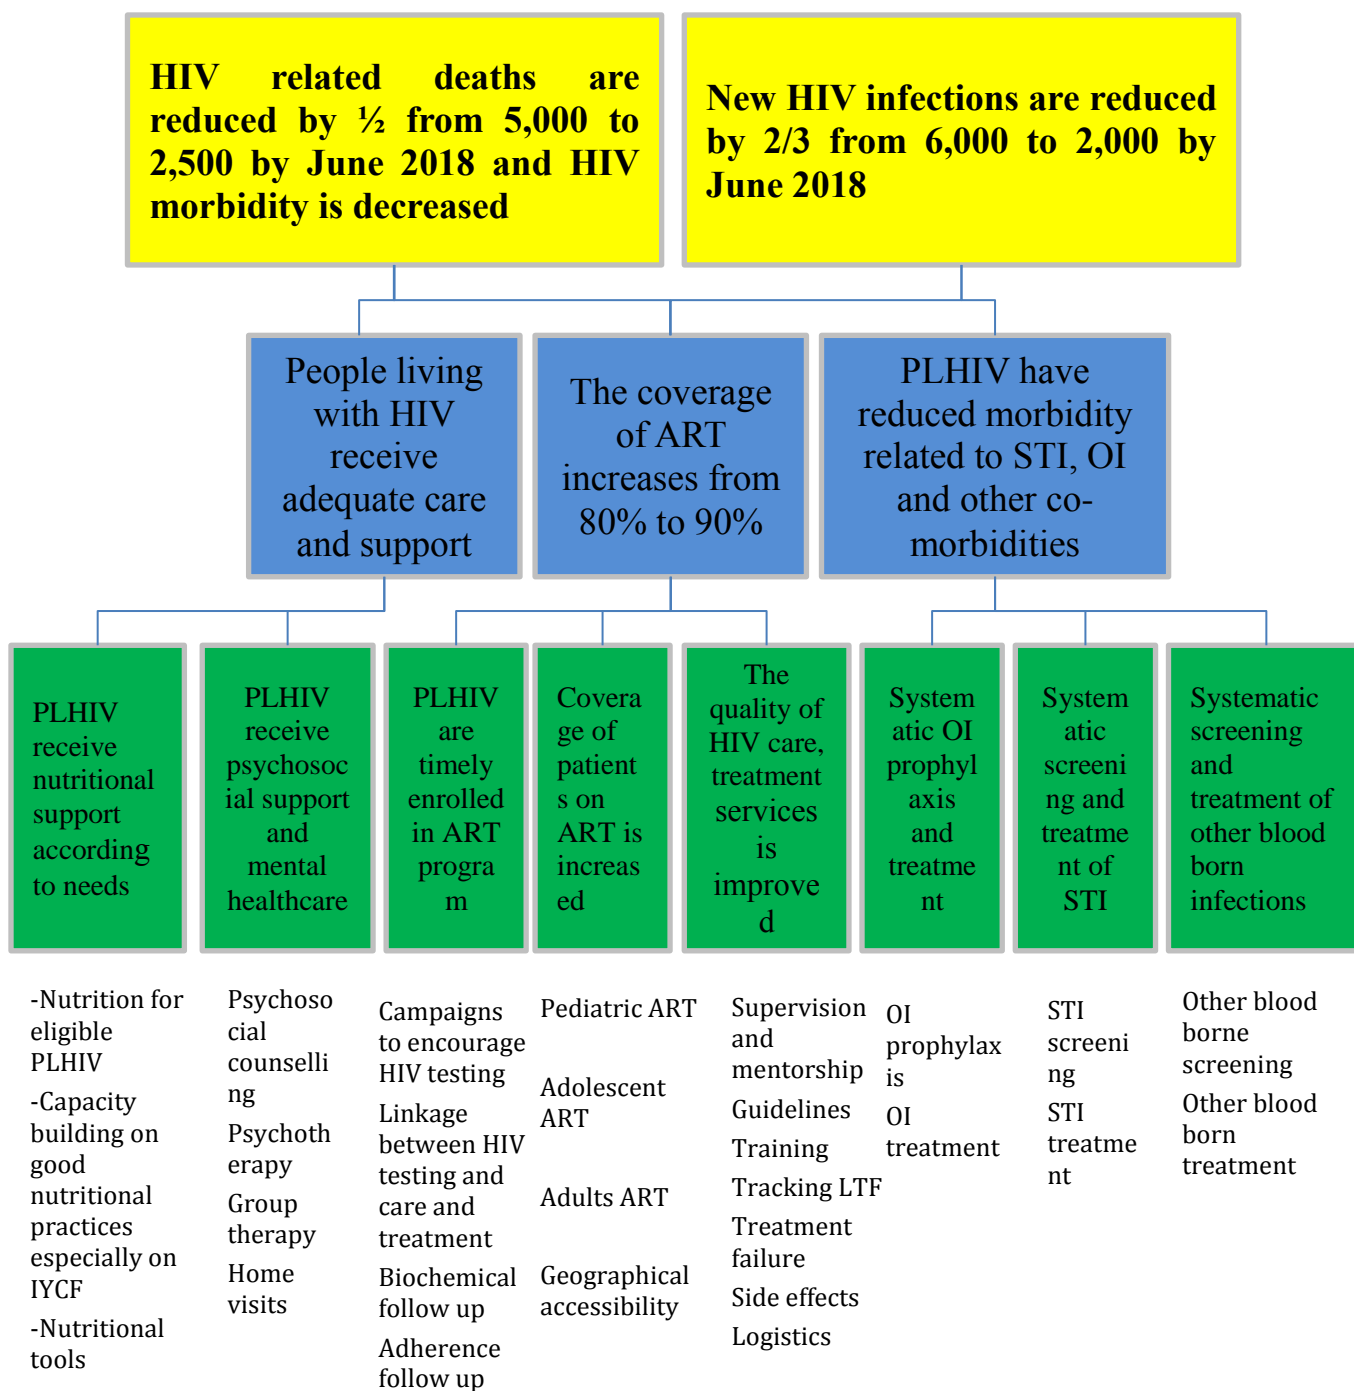 HIV related deaths are
reduced by ½ from 5,000 to
2,500 by June 2018 and HIV
morbidity is decreased
New HIV infections are reduced
by 2/3 from 6,000 to 2,000 by
June 2018
People living
with HIV
receive
adequate care
and support
The coverage
of ART
increases from
80% to 90%
PLHIV have
reduced morbidity
related to STI, OI
and other co-
morbidities
PLHIV
receive
nutritional
support
according
to needs
PLHIV
receive
psychosoc
ial support
and
mental
healthcare
PLHIV
are
timely
enrolled
in ART
progra
m
Covera
ge of
patient
s on
ART is
increas
ed
The
quality of
HIV care,
treatment
services
is
improve
d
System
atic OI
prophyl
axis
and
treatme
nt
System
atic
screeni
ng and
treatme
nt of
STI
Systematic
screening
and
treatment of
other blood
born
infections
-Nutrition for
eligible
PLHIV
-Capacity
building on
good
nutritional
practices
especially on
IYCF
-Nutritional
tools
Psychoso
cial
counselli
ng
Psychoth
erapy
Group
therapy
Home
visits
Campaigns
to encourage
HIV testing
Linkage
between HIV
testing and
care and
treatment
Biochemical
follow up
Adherence
follow up
Pediatric ART
Adolescent
ART
Adults ART
Geographical
accessibility
Supervision
and
mentorship
Guidelines
Training
Tracking LTF
Treatment
failure
Side effects
Logistics
OI
prophylax
is
OI
treatment
STI
screeni
ng
STI
treatme
nt
Other blood
borne
screening
Other blood
born
treatment